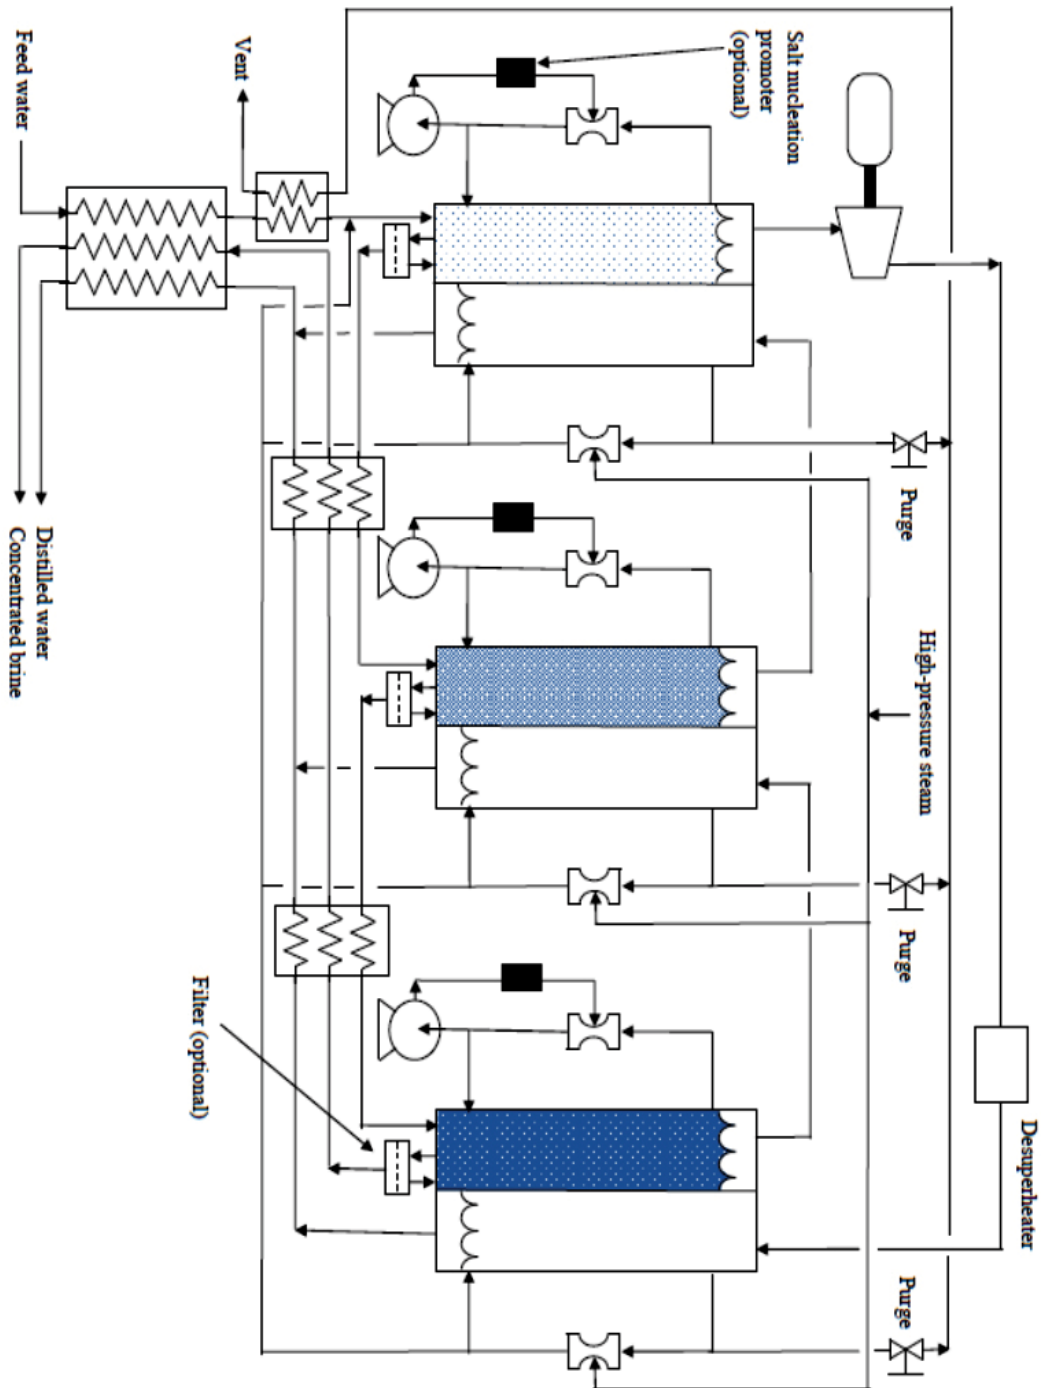 Desuperheater
High-pressure steam
Purge
Purge
Purge
Salt nucleation
promoter
(optional)
Vent
Filter (optional)
Feed water
Distilled water
Concentrated brine